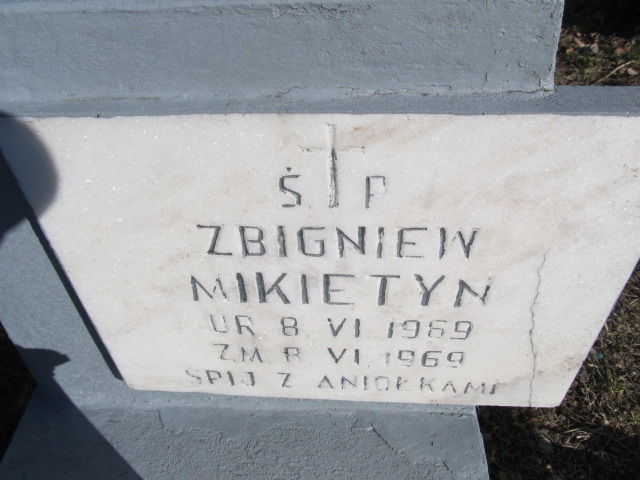 Ś P
ZBIGNIEW
MIKIETYN
UR 8 VI 1969
ZM 8 VI 1969
ŚPIJ Z ANIOŁKAMI